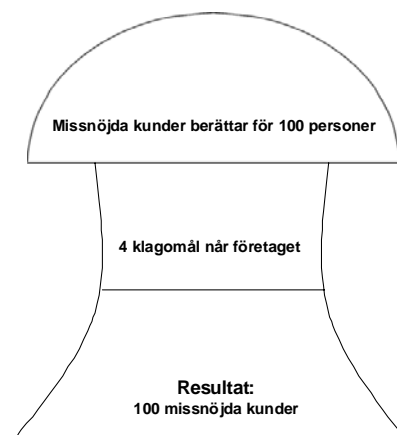 Missnöjda kunder berättar för 100 personer
4 klagomål når företaget
Resultat:
100 missnöjda kunder